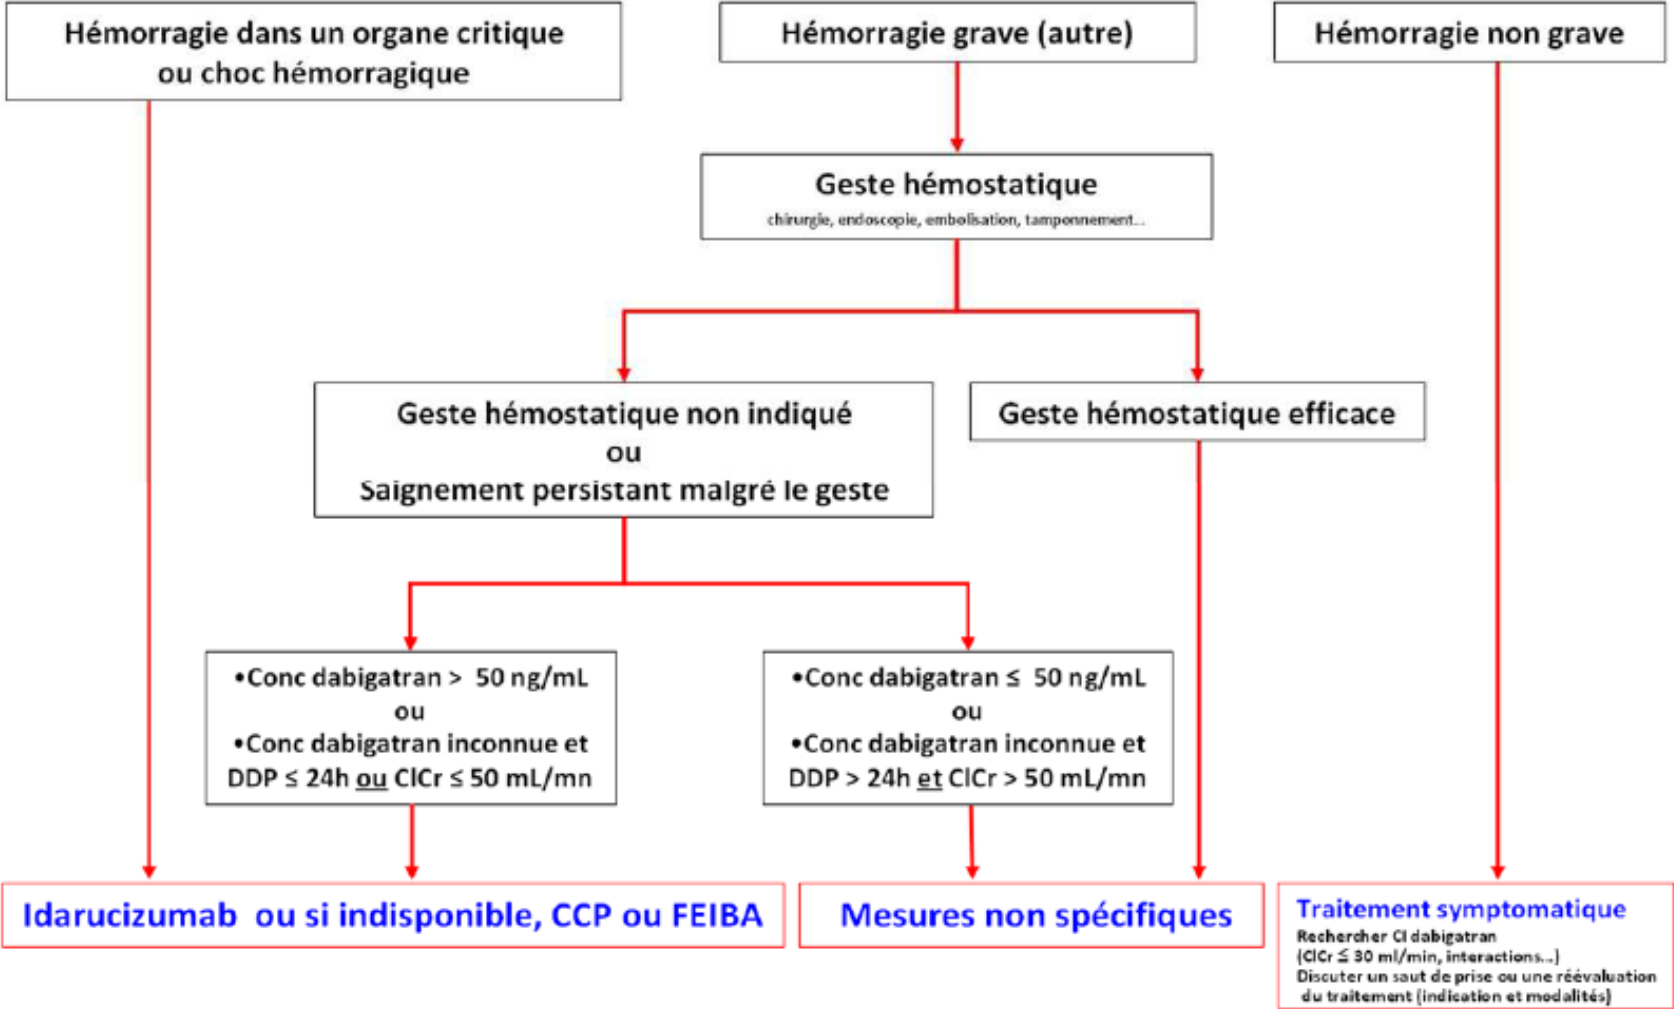 Hémorragie dans un organe critique
ou choc hémorragique
Hémorragie grave (autre)
Hémorragie non grave
Geste hémostatique
chirurgie, endoscopie, embolisation, tamponnement...
Geste hémostatique non indiqué
ou
Saignement persistant malgré le geste
Geste hémostatique efficace
•Conc dabigatran > 50 ng/mL
ou
•Conc dabigatran inconnue et
DDP ≤ 24h ou ClCr ≤ 50 mL/mn
•Conc dabigatran ≤ 50 ng/mL
ou
•Conc dabigatran inconnue et
DDP > 24h et ClCr > 50 mL/mn
Idarucizumab ou si indisponible, CCP ou FEIBA
Mesures non spécifiques
Traitement symptomatique
Rechercher CI dabigatran
(ClCr ≤ 30 ml/min, interactions...)
Discuter un saut de prise ou une réévaluation
du traitement (indication et modalités)